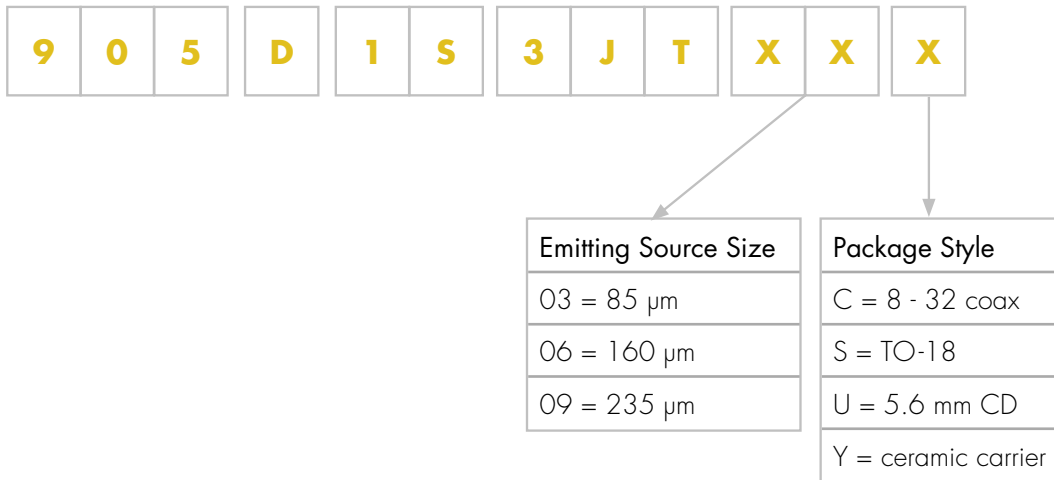 9 0 5 D 1 S 3 J T X X X
Emitting Source Size
03 = 85 µm
06 = 160 µm
09 = 235 µm
Package Style
C = 8 - 32 coax
S = TO-18
U = 5.6 mm CD
Y = ceramic carrier